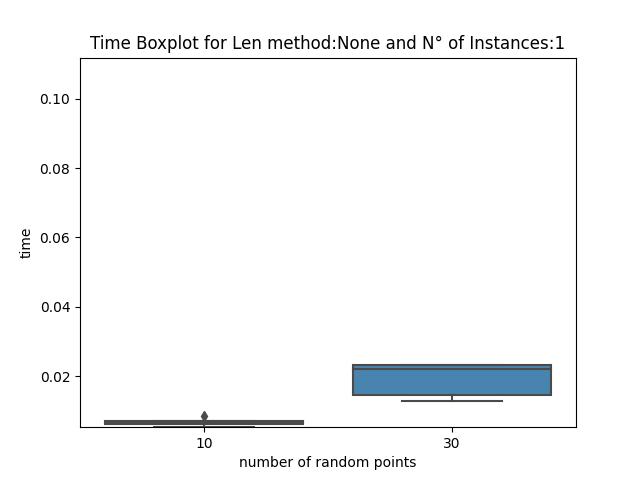 Time Boxplot for Len method:None and N° of Instances:1
0.10
0.08
0.06
0.04
0.02
time
10 30
number of random points